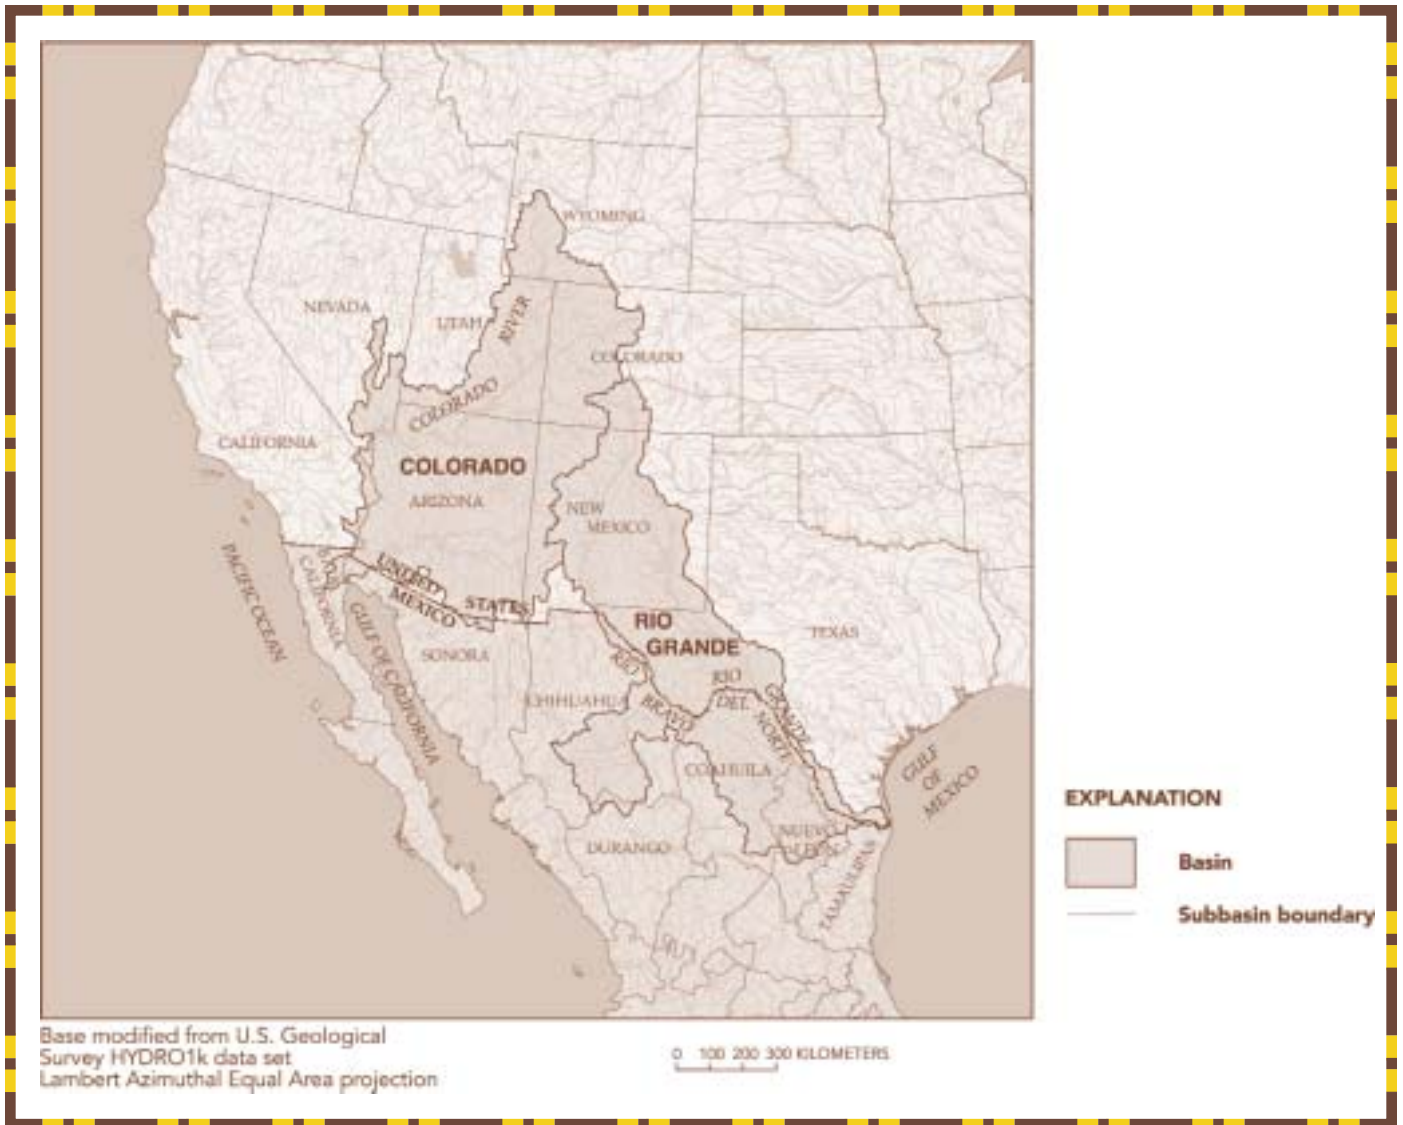 WYOMING
NEVADA
UTAH
RIVER
COLORADO
COLORADO
CALIFORNIA
COLORADO
ARIZONA
NEW
MEXICO
PACIFIC OCEAN
BAJA
CALIFORNIA
UNITED
STATES
MEXICO
GULF OF CALIFORNIA
SONORA
RIO
GRANDE
TEXAS
CHIHUAHUA
RIO
BRAVO
DEL
NORTE
RIO
GRANDE
COAHUILA
GULF
OF
MEXICO
DURANGO
NUEVO
LEON
TAMAULIPAS
EXPLANATION
Basin
Subbasin boundary
Base modified from U.S. Geological
Survey HYDRO1k data set
Lambert Azimuthal Equal Area projection
0 100 200 300 KILOMETERS